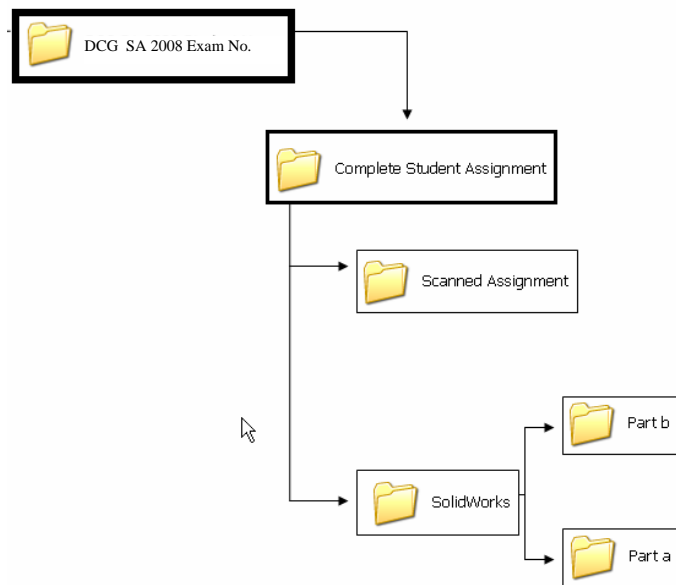 DCG SA 2008 Exam No.
Complete Student Assignment
Scanned Assignment
Part b
SolidWorks
Part a